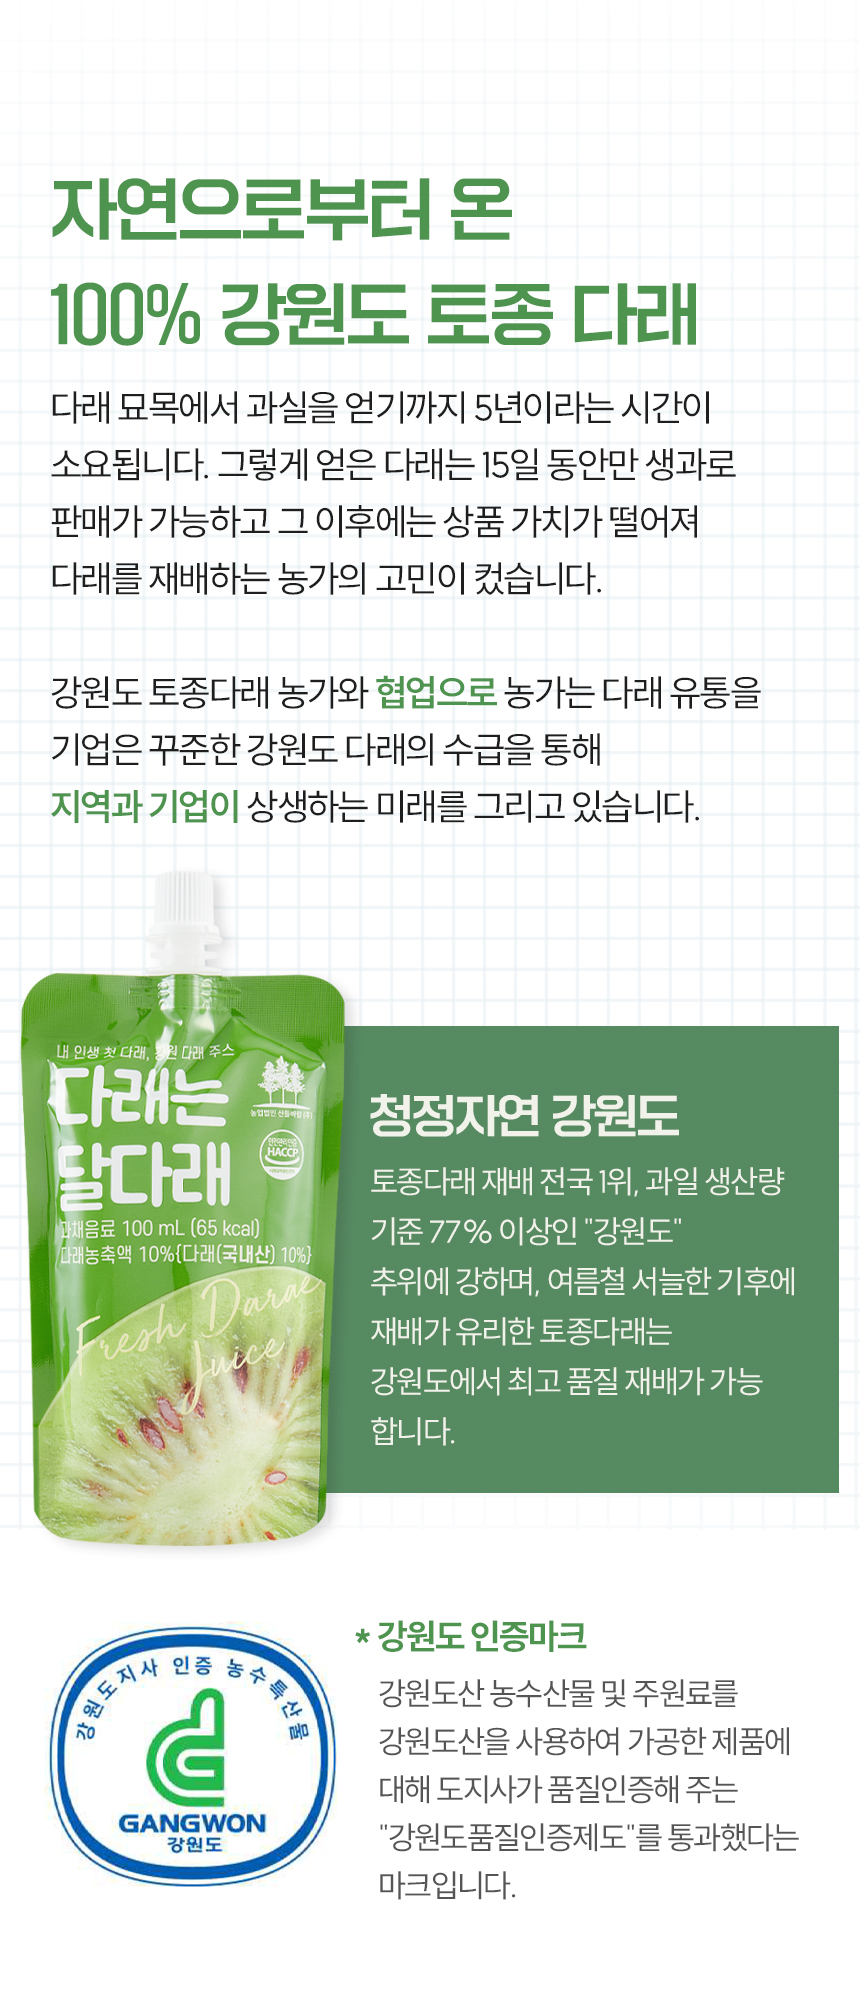 자연으로부터 온
100% 강원도 토종 다래
다래 묘목에서 과실을 얻기까지 5년이라는 시간이
소요됩니다. 그렇게 얻은 다래는 15일 동안만 생과로
판매가 가능하고 그 이후에는 상품 가치가 떨어져
다래를 재배하는 농가의 고민이 컸습니다.
강원도 토종다래 농가와 협업으로 농가는 다래 유통을
기업은 꾸준한 강원도 다래의 수급을 통해
지역과 기업이 상생하는 미래를 그리고 있습니다.
내 인생 첫 다래, 강원 다래 주스
다래는
달다래
농업법인 산들바람(주)
안전관리인증
HACCP
과채음료 100 mL (65 kcal)
다래농축액 10%{다래(국내산) 10%}
Fresh Darae
Juice
청정자연 강원도
토종다래 재배 전국 1위, 과일 생산량
기준 77% 이상인 "강원도"
추위에 강하며, 여름철 서늘한 기후에
재배가 유리한 토종다래는
강원도에서 최고 품질 재배가 가능
합니다.
강원도지사 인증 농수특산물
GANGWON
강원도
* 강원도 인증마크
강원도산 농수산물 및 주원료를
강원도산을 사용하여 가공한 제품에
대해 도지사가 품질인증해 주는
"강원도품질인증제도"를 통과했다는
마크입니다.